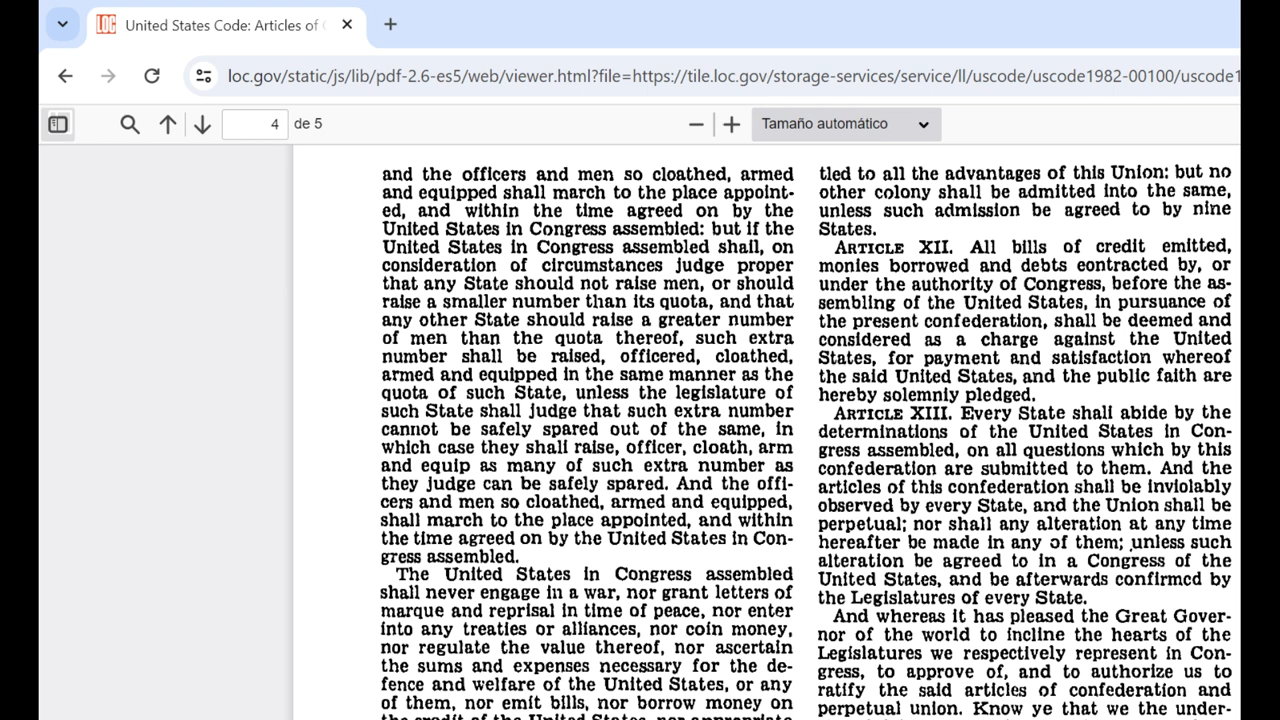 United States Code: Articles of
loc.gov/static/js/lib/pdf-2.6-es5/web/viewer.html?file=https://tile.loc.gov/storage-services/service/ll/uscode/uscode1982-00100/uscode1
4 de 5
Tamaño automático
and the officers and men so cloathed, armed
and equipped shall march to the place appoint-
ed, and within the time agreed on by the
United States in Congress assembled: but if the
United States in Congress assembled shall, on
consideration of circumstances judge proper
that any State should not raise men, or should
raise a smaller number than its quota, and that
any other State should raise a greater number
of men than the quota thereof, such extra
number shall be raised, officered, cloathed,
armed and equipped in the same manner as the
quota of such State, unless the legislature of
such State shall judge that such extra number
cannot be safely spared out of the same, in
which case they shall raise, officer, cloath, arm
and equip as many of such extra number as
they judge can be safely spared. And the offi-
cers and men so cloathed, armed and equipped,
shall march to the place appointed, and within
the time agreed on by the United States in Con-
gress assembled.
The United States in Congress assembled
shall never engage in a war, nor grant letters of
marque and reprisal in time of peace, nor enter
into any treaties or alliances, nor coin money,
nor regulate the value thereof, nor ascertain
the sums and expenses necessary for the de-
fence and welfare of the United States, or any
of them, nor emit bills, nor borrow money on
the credit of the United States, nor appropriate
tled to all the advantages of this Union: but no
other colony shall be admitted into the same,
unless such admission be agreed to by nine
States.
ARTICLE XII. All bills of credit emitted,
monies borrowed and debts contracted by, or
under the authority of Congress, before the as-
sembling of the United States, in pursuance of
the present confederation, shall be deemed and
considered as a charge against the United
States, for payment and satisfaction whereof
the said United States, and the public faith are
hereby solemnly pledged.
ARTICLE XIII. Every State shall abide by the
determinations of the United States in Con-
gress assembled, on all questions which by this
confederation are submitted to them. And the
articles of this confederation shall be inviolably
observed by every State, and the Union shall be
perpetual; nor shall any alteration at any time
hereafter be made in any of them; unless such
alteration be agreed to in a Congress of the
United States, and be afterwards confirmed by
the Legislatures of every State.
And whereas it has pleased the Great Gover-
nor of the world to incline the hearts of the
Legislatures we respectively represent in Con-
gress, to approve of, and to authorize us to
ratify the said articles of confederation and
perpetual union. Know ye that we the under-